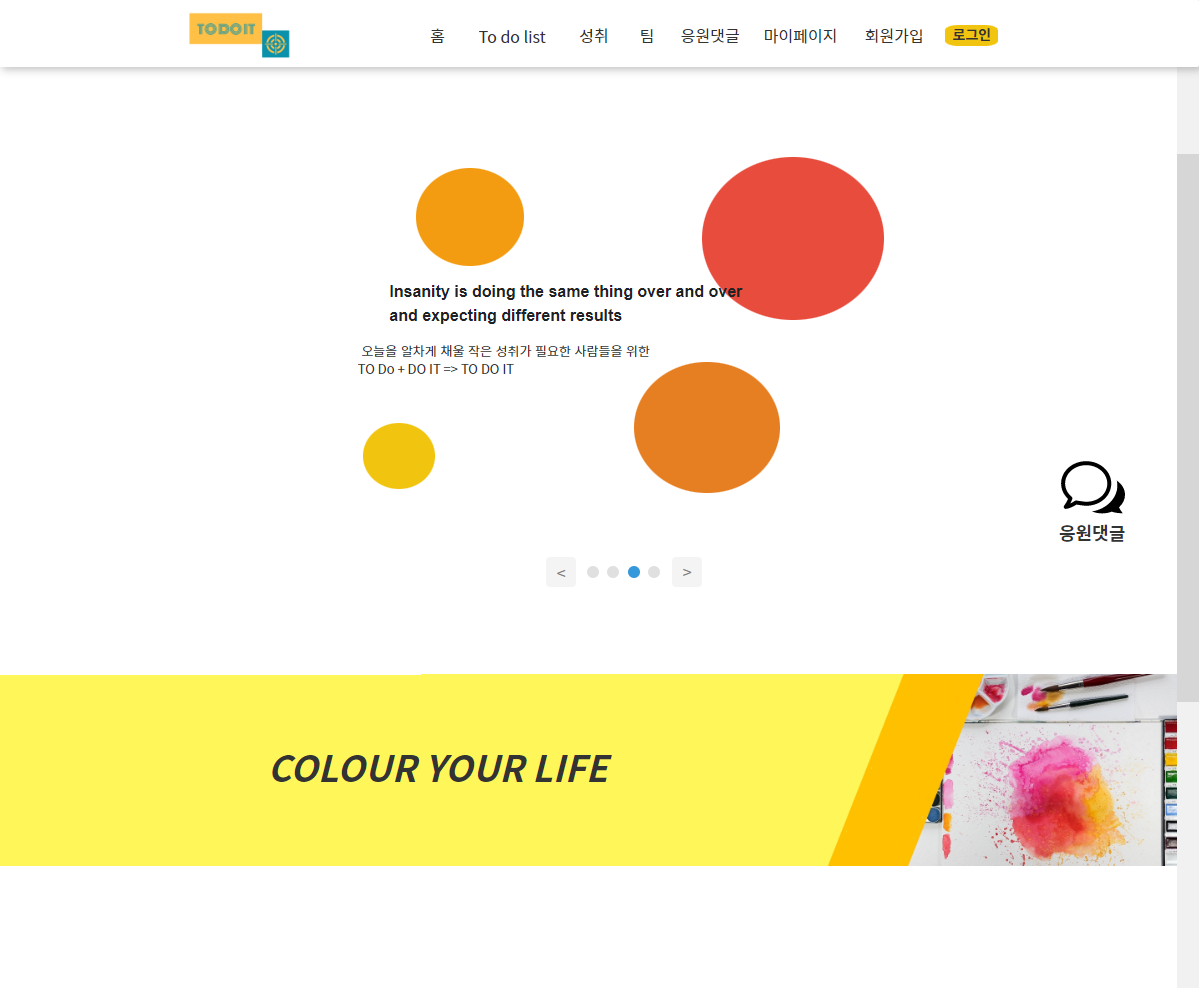 TODOIT
홈 To do list 성취 팀 응원댓글 마이페이지 회원가입 로그인
Insanity is doing the same thing over and over
and expecting different results
오늘을 알차게 채울 작은 성취가 필요한 사람들을 위한
TO Do + DO IT => TO DO IT
응원댓글
< >
COLOUR YOUR LIFE